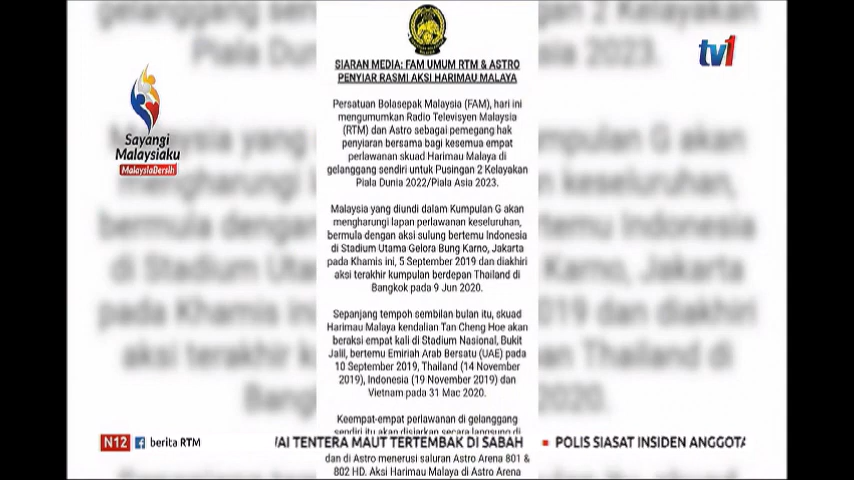 SIARAN MEDIA: FAM UMUM RTM & ASTRO
PENYIAR RASMI AKSI HARIMAU MALAYA
Persatuan Bolasepak Malaysia (FAM), hari ini
mengumumkan Radio Televisyen Malaysia
(RTM) dan Astro sebagai pemegang hak
penyiaran bersama bagi kesemua empat
perlawanan skuad Harimau Malaya di
gelanggang sendiri untuk Pusingan 2 Kelayakan
Piala Dunia 2022/Piala Asia 2023.
Malaysia yang diundi dalam Kumpulan G akan
mengharungi lapan perlawanan keseluruhan,
bermula dengan aksi sulung bertemu Indonesia
di Stadium Utama Gelora Bung Karno, Jakarta
pada Khamis ini, 5 September 2019 dan diakhiri
aksi terakhir kumpulan berdepan Thailand di
Bangkok pada 9 Jun 2020.
Sepanjang tempoh sembilan bulan itu, skuad
Harimau Malaya kendalian Tan Cheng Hoe akan
beraksi empat kali di Stadium Nasional, Bukit
Jalil, bertemu Emiriah Arab Bersatu (UAE) pada
10 September 2019, Thailand (14 November
2019), Indonesia (19 November 2019) dan
Vietnam pada 31 Mac 2020.
Keempat-empat perlawanan di gelanggang
sendiri itu akan disiarkan secara langsung di
dan di Astro menerusi saluran Astro Arena 801 &
802 HD. Aksi Harimau Malaya di Astro Arena
tv1
Sayangi
Malaysiaku
MalaysiaBersih
N12 berita RTM
AI TENTERA MAUT TERTEMBAK DI SABAH ▪ POLIS SIASAT INSIDEN ANGGOTA